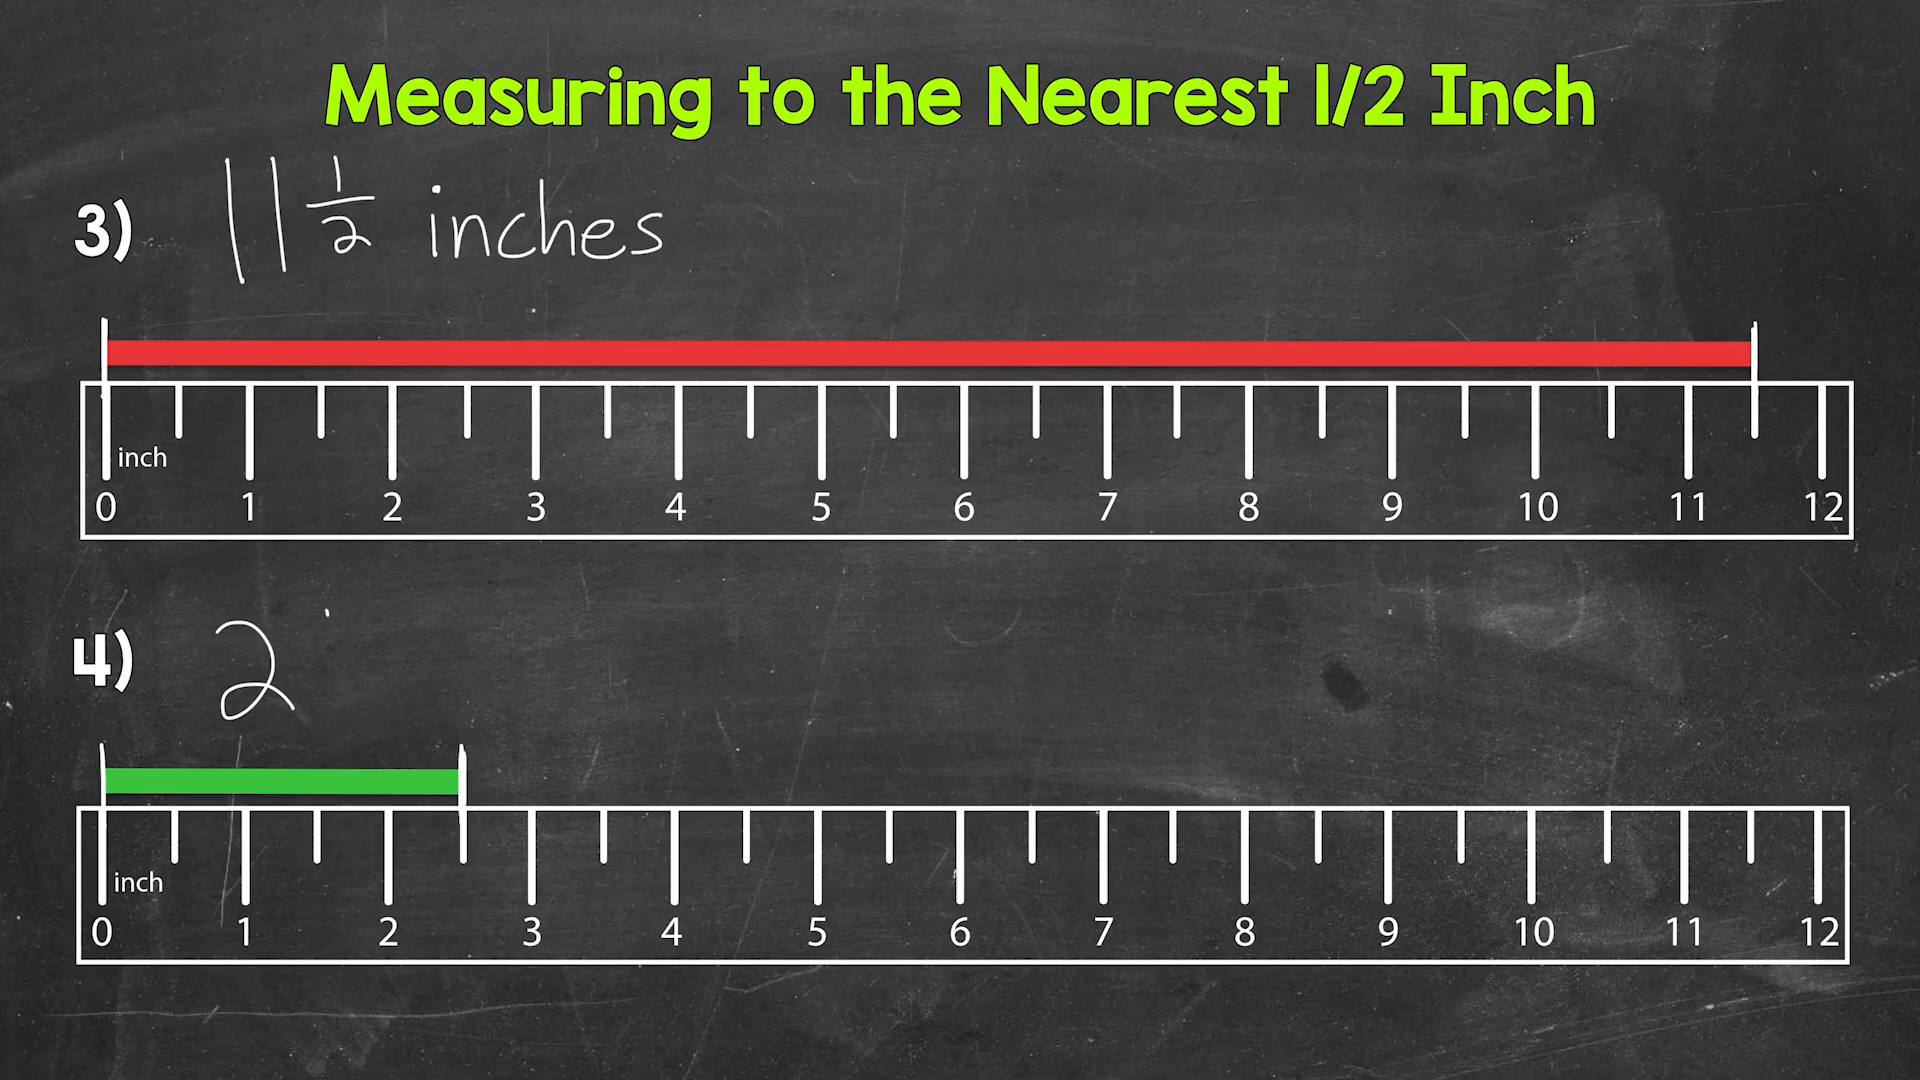 Measuring to the Nearest 1/2 Inch
3) 11 1/2 inches
inch
0 1 2 3 4 5 6 7 8 9 10 11 12
4) 2
inch
0 1 2 3 4 5 6 7 8 9 10 11 12